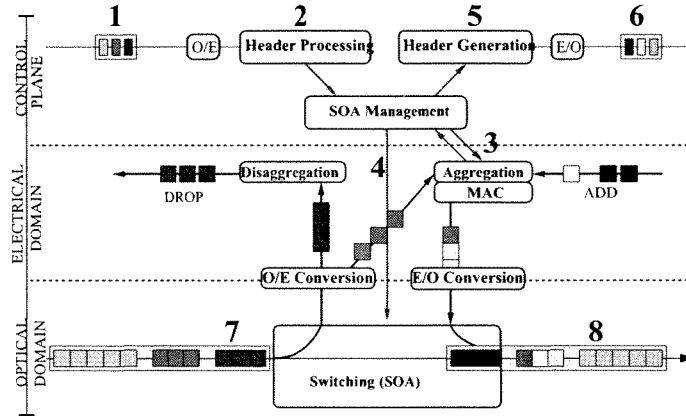 1
2
5
6
O/E
Header Processing
Header Generation
E/O
CONTROL
PLANE
SOA Management
3
4
Disaggregation
Aggregation
MAC
DROP
ADD
ELECTRICAL
DOMAIN
O/E Conversion
E/O Conversion
7
8
OPTICAL
DOMAIN
Switching (SOA)